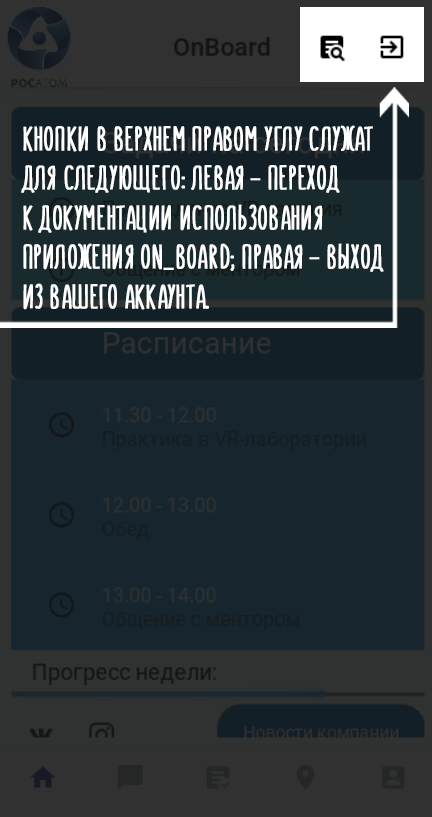 РОСАТОМ
OnBoard
КНОПКИ В ВЕРХНЕМ ПРАВОМ УГЛУ СЛУЖАТ
ДЛЯ СЛЕДУЮЩЕГО: ЛЕВАЯ – ПЕРЕХОД
К ДОКУМЕНТАЦИИ ИСПОЛЬЗОВАНИЯ
ПРИЛОЖЕНИЯ ON_BOARD; ПРАВАЯ – ВЫХОД
ИЗ ВАШЕГО АККАУНТА.
Общение с ментором
Расписание
11.30 - 12.00
Практика в VR-лаборатории
12.00 - 13.00
Обед
13.00 - 14.00
Общение с ментором
Прогресс недели:
Новости компании